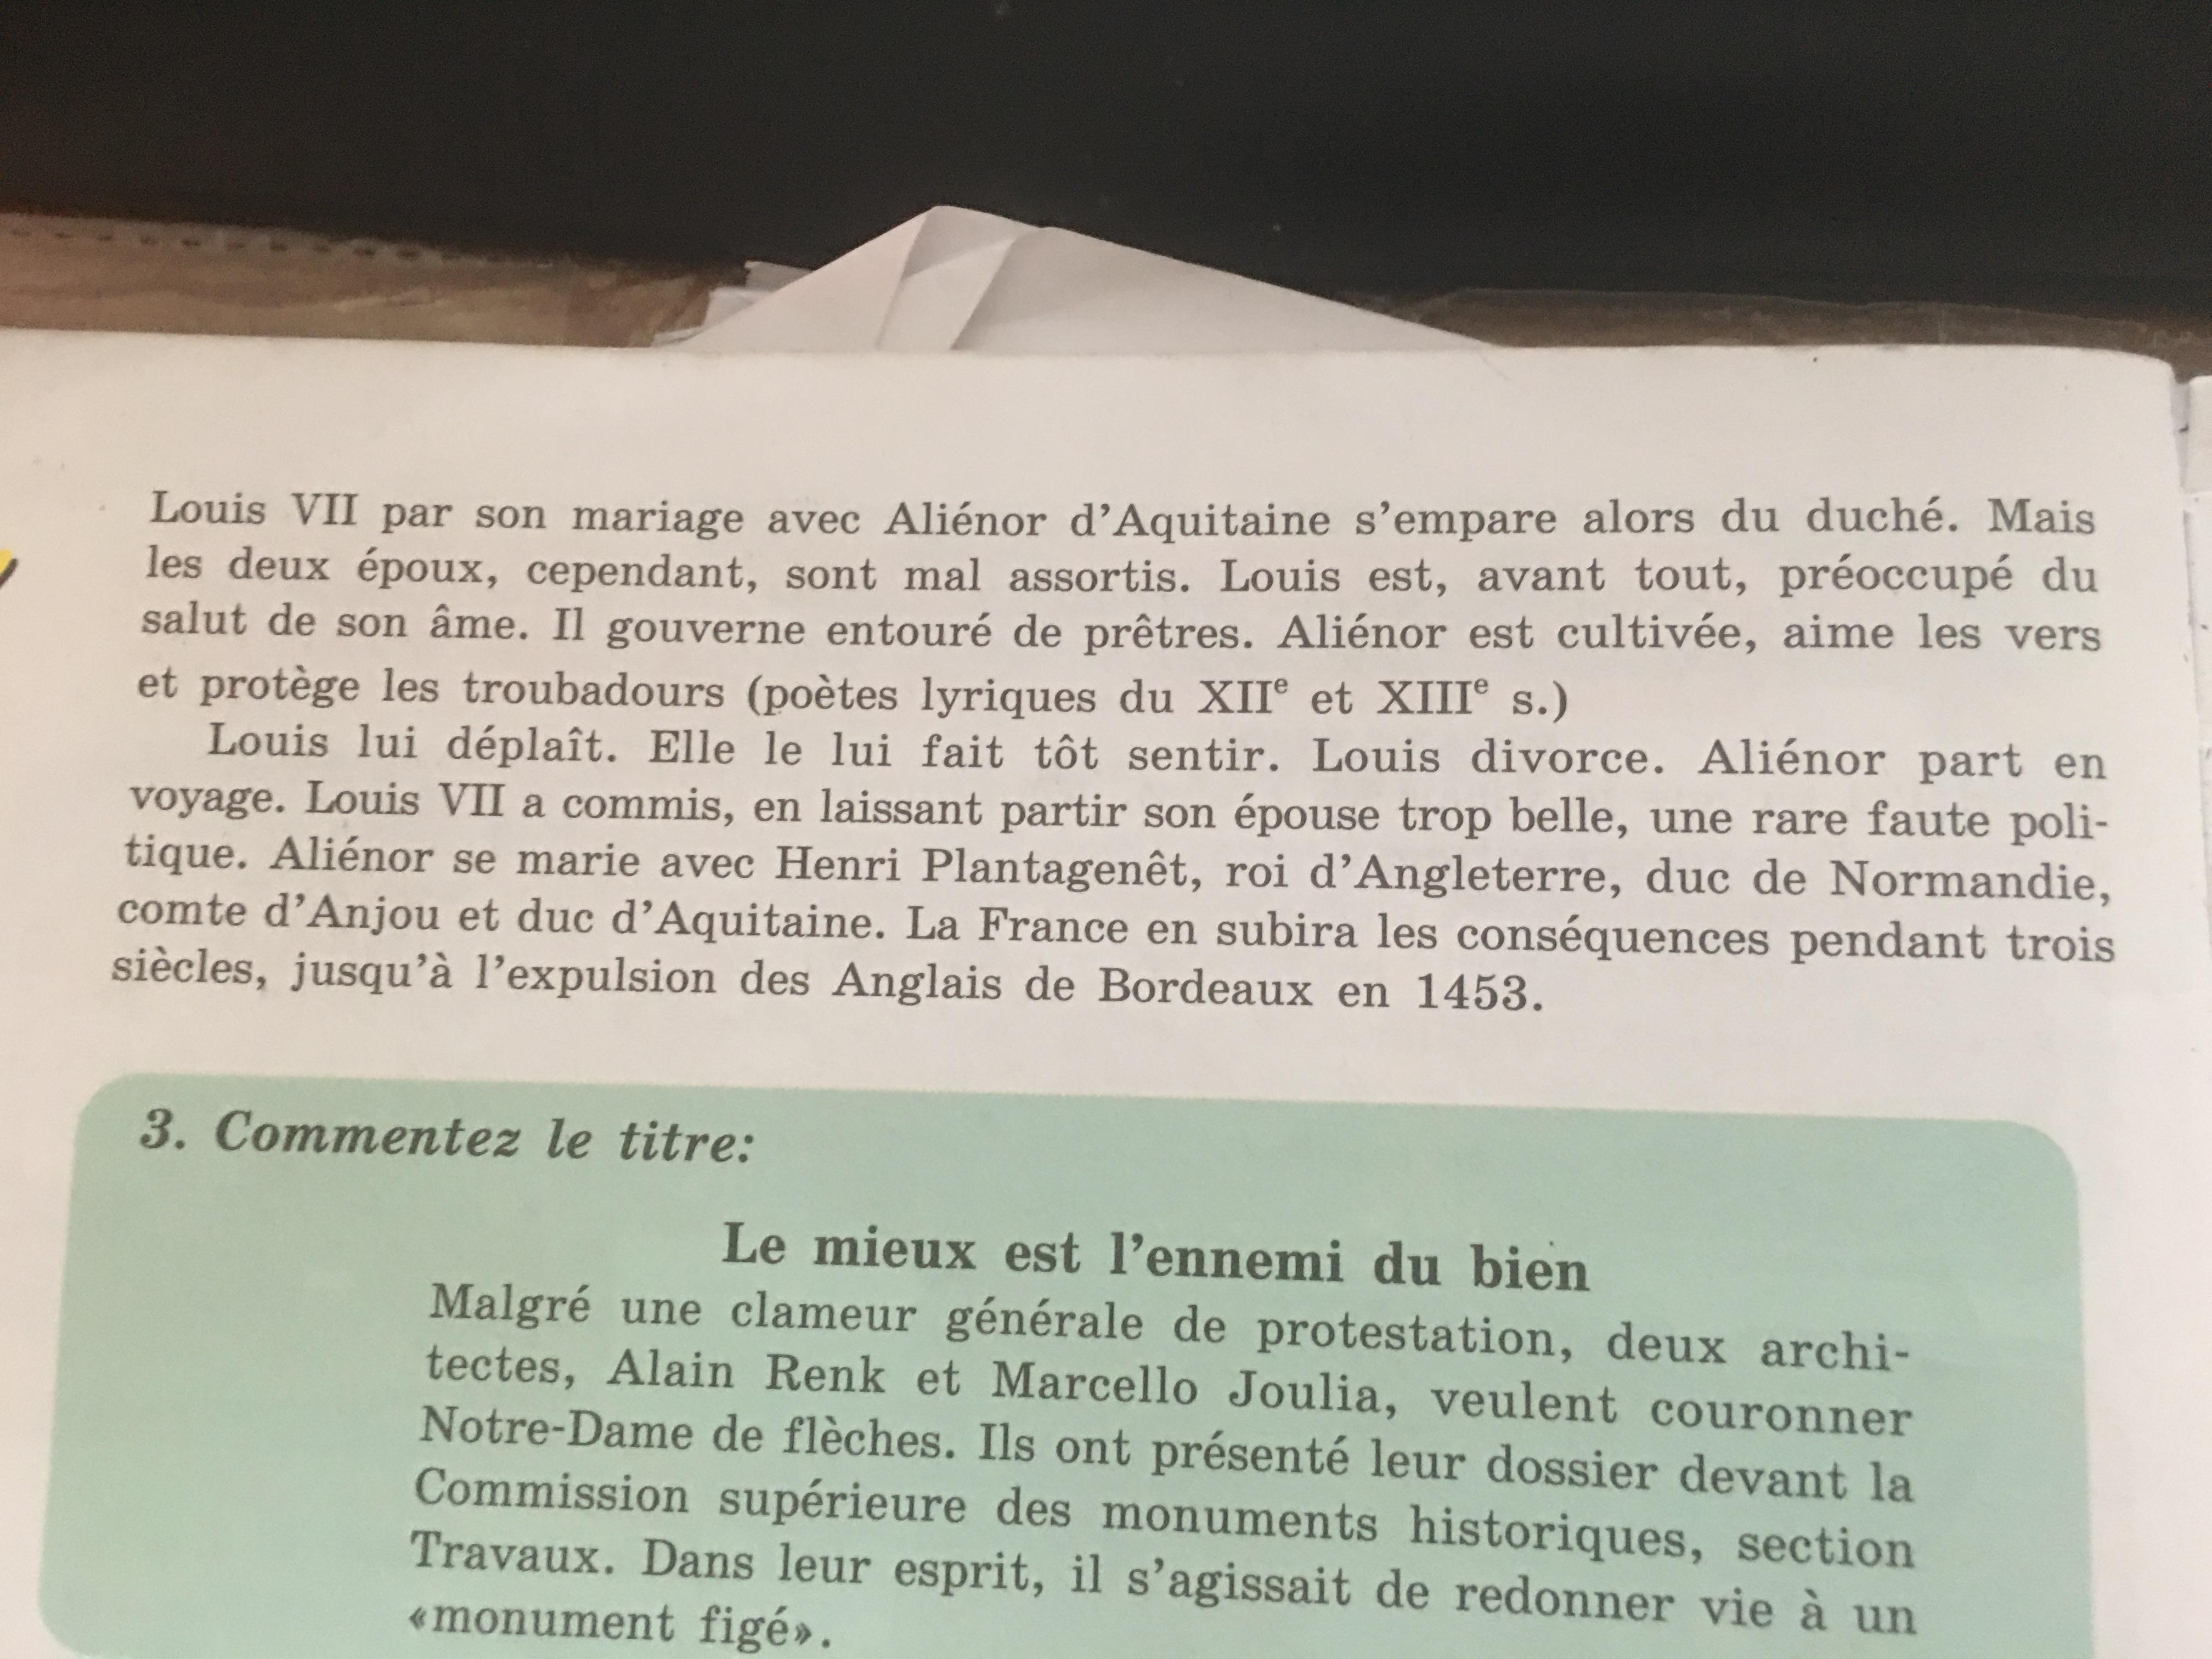 Louis VII par son mariage avec Aliénor d'Aquitaine s'empare alors du duché. Mais
les deux époux, cependant, sont mal assortis. Louis est, avant tout, préoccupé du
salut de son âme. Il gouverne entouré de prêtres. Aliénor est cultivée, aime les vers
et protège les troubadours (poètes lyriques du XIIᵉ et XIIIᵉ s.)
Louis lui déplaît. Elle le lui fait tôt sentir. Louis divorce. Aliénor part en
voyage. Louis VII a commis, en laissant partir son épouse trop belle, une rare faute poli-
tique. Aliénor se marie avec Henri Plantagenêt, roi d'Angleterre, duc de Normandie,
comte d'Anjou et duc d'Aquitaine. La France en subira les conséquences pendant trois
siècles, jusqu'à l'expulsion des Anglais de Bordeaux en 1453.
3. Commentez le titre:
Le mieux est l'ennemi du bien
Malgré une clameur générale de protestation, deux archi-
tectes, Alain Renk et Marcello Joulia, veulent couronner
Notre-Dame de flèches. Ils ont présenté leur dossier devant la
Commission supérieure des monuments historiques, section
Travaux. Dans leur esprit, il s'agissait de redonner vie à un
«monument figé».